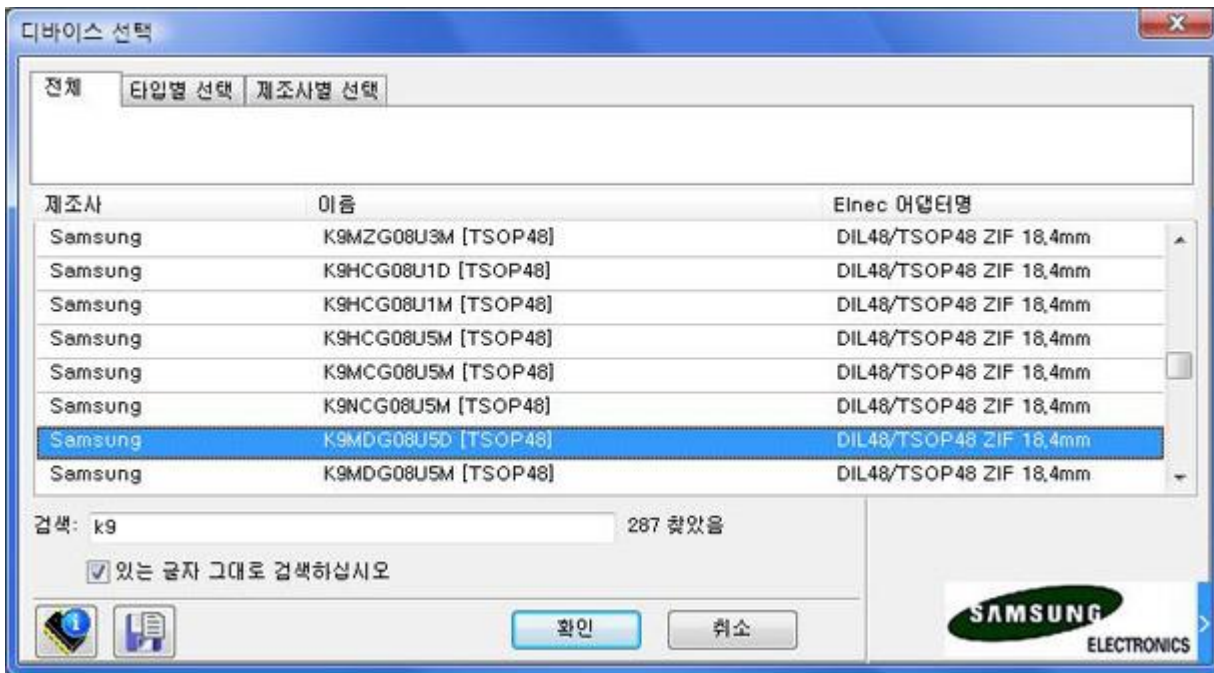 디바이스 선택
전체 타입별 선택 제조사별 선택
제조사 이름 Elnec 어댑터명
Samsung K9MZG08U3M [TSOP48] DIL48/TSOP48 ZIF 18,4mm
Samsung K9HCG08U1D [TSOP48] DIL48/TSOP48 ZIF 18,4mm
Samsung K9HCG08U1M [TSOP48] DIL48/TSOP48 ZIF 18,4mm
Samsung K9HCG08U5M [TSOP48] DIL48/TSOP48 ZIF 18,4mm
Samsung K9MCG08U5M [TSOP48] DIL48/TSOP48 ZIF 18,4mm
Samsung K9NCG08U5M [TSOP48] DIL48/TSOP48 ZIF 18,4mm
Samsung K9MDG08U5D [TSOP48] DIL48/TSOP48 ZIF 18,4mm
Samsung K9MDG08U5M [TSOP48] DIL48/TSOP48 ZIF 18,4mm
검색: k9 287 찾았음
있는 글자 그대로 검색하십시오
확인 취소
SAMSUNG
ELECTRONICS